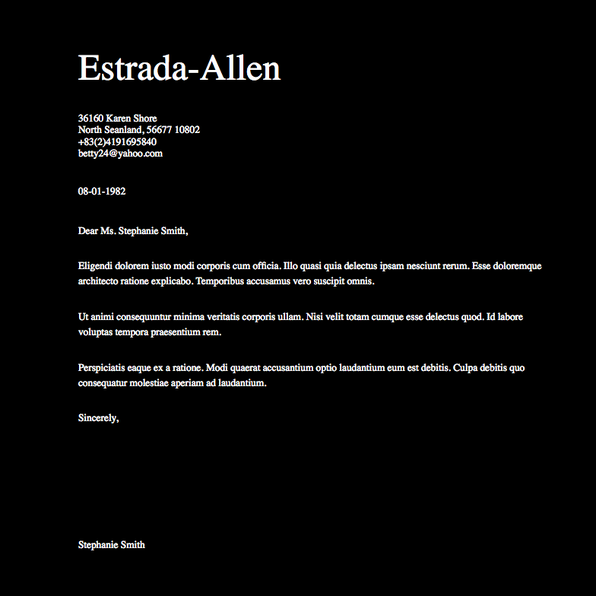 Estrada-Allen
36160 Karen Shore
North Seanland, 56677 10802
+83(2)4191695840
betty24@yahoo.com
08-01-1982
Dear Ms. Stephanie Smith,
Eligendi dolorem iusto modi corporis cum officia. Illo quasi quia delectus ipsam nesciunt rerum. Esse doloremque
architecto ratione explicabo. Temporibus accusamus vero suscipit omnis.
Ut animi consequuntur minima veritatis corporis ullam. Nisi velit totam cumque esse delectus quod. Id labore
voluptas tempora praesentium rem.
Perspiciatis eaque ex a ratione. Modi quaerat accusantium optio laudantium eum est debitis. Culpa debitis quo
consequatur molestiae aperiam ad laudantium.
Sincerely,
Stephanie Smith